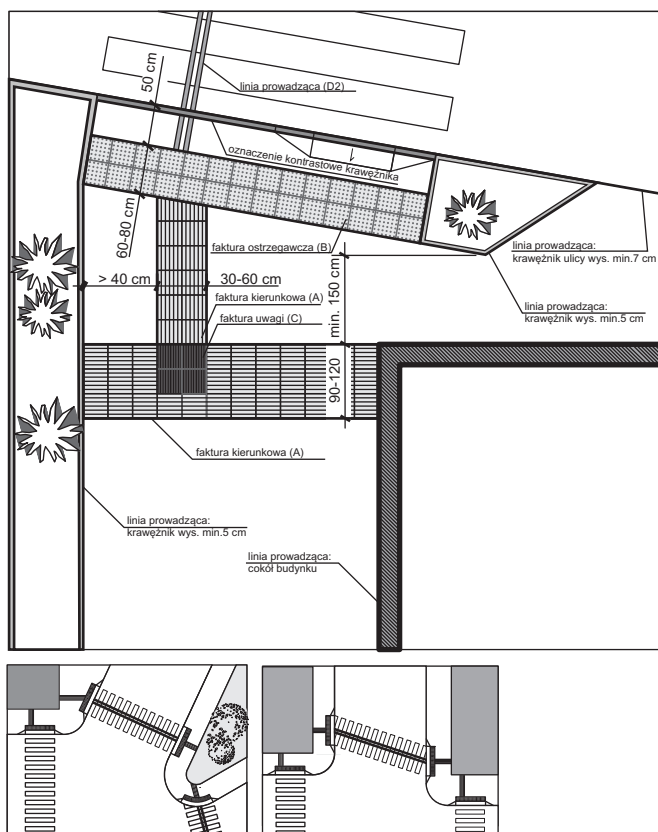 50 cm
linia prowadząca (D2)
oznaczenie kontrastowe krawężnika
60-80 cm
faktura ostrzegawcza (B)
linia prowadząca:
krawężnik ulicy wys. min.7 cm
> 40 cm
30-60 cm
min. 150 cm
faktura kierunkowa (A)
faktura uwagi (C)
linia prowadząca:
krawężnik wys. min.5 cm
90-120
faktura kierunkowa (A)
linia prowadząca:
krawężnik wys. min.5 cm
linia prowadząca:
cokół budynku